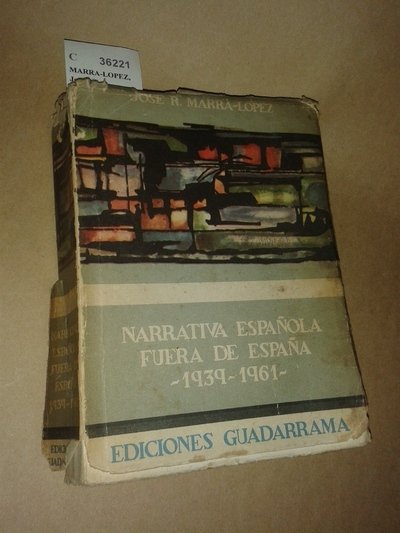 C 36221
MARRA-LOPEZ,
JOSE R. MARRA-LOPEZ
NARRATIVA ESPAÑOLA
FUERA DE ESPAÑA
-1939-1961-
EDICIONES GUADARRAMA